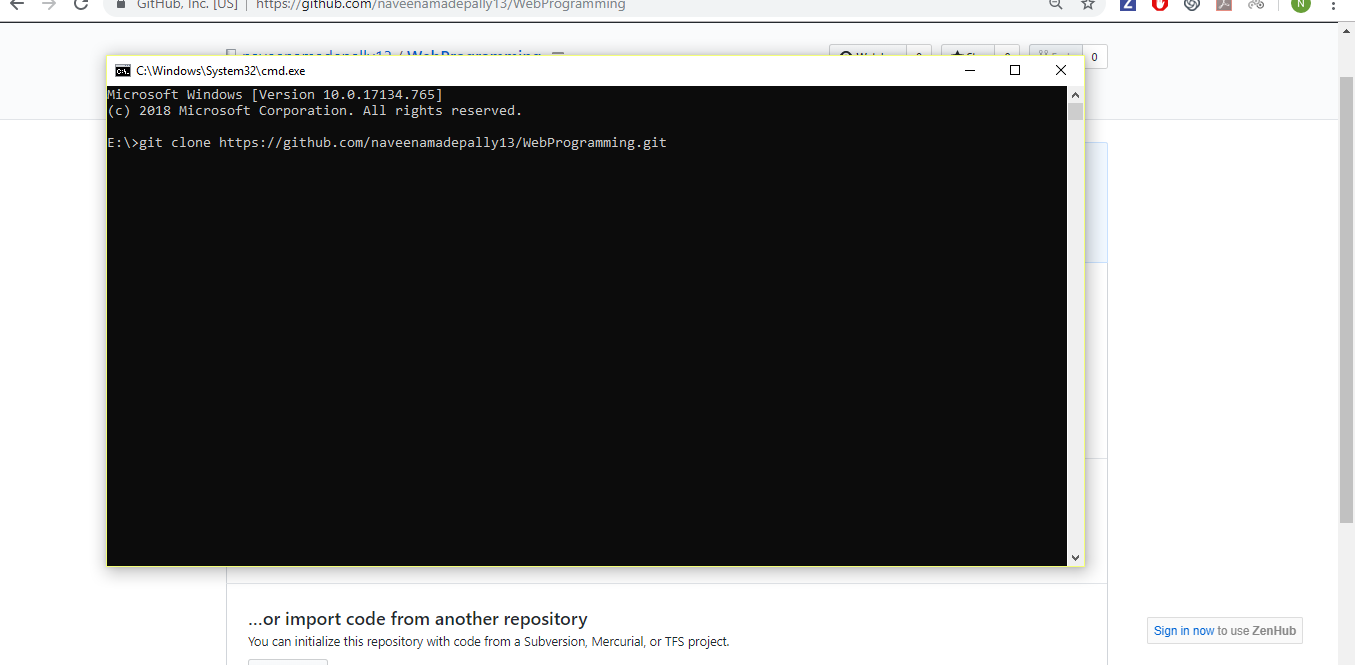 GitHub, Inc. [US] | https://github.com/naveenamadepally13/WebProgramming
N
naveenamadepally13 / WebProgramming
0
C:\Windows\System32\cmd.exe
Microsoft Windows [Version 10.0.17134.765]
(c) 2018 Microsoft Corporation. All rights reserved.
E:\>git clone https://github.com/naveenamadepally13/WebProgramming.git
...or import code from another repository
You can initialize this repository with code from a Subversion, Mercurial, or TFS project.
Sign in now to use ZenHub